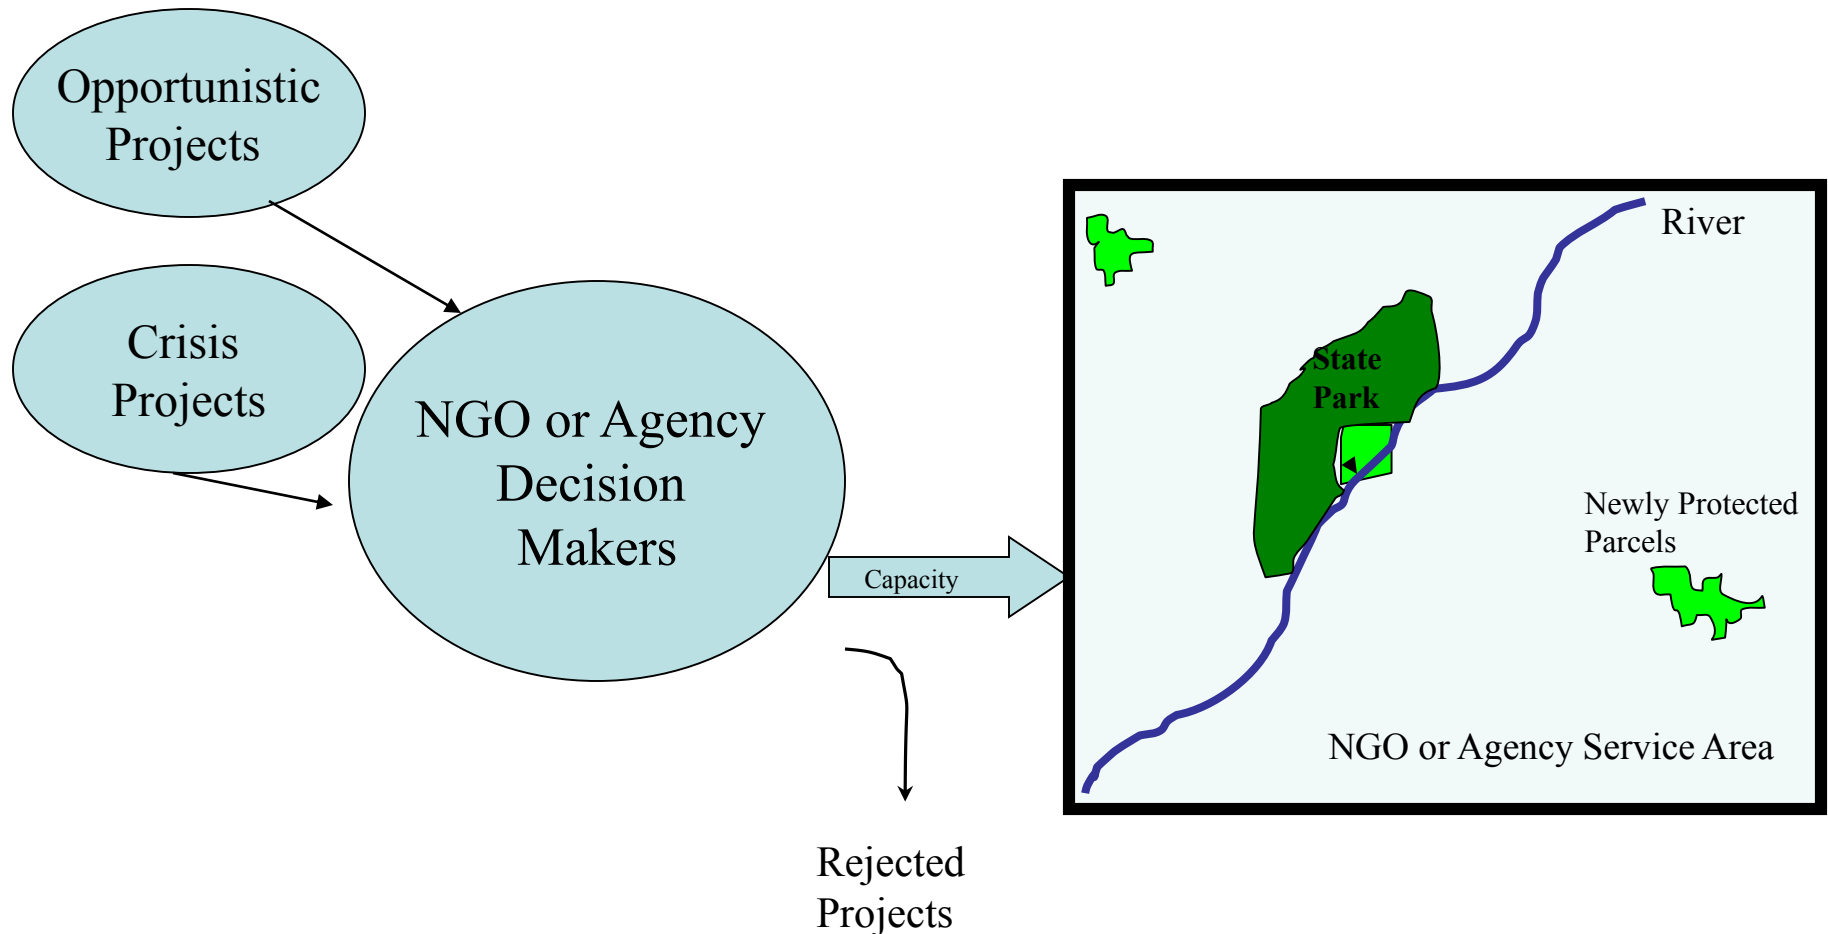 Opportunistic
Projects
Crisis
Projects
NGO or Agency
Decision
Makers
Capacity
Rejected
Projects
River
State
Park
Newly Protected
Parcels
NGO or Agency Service Area